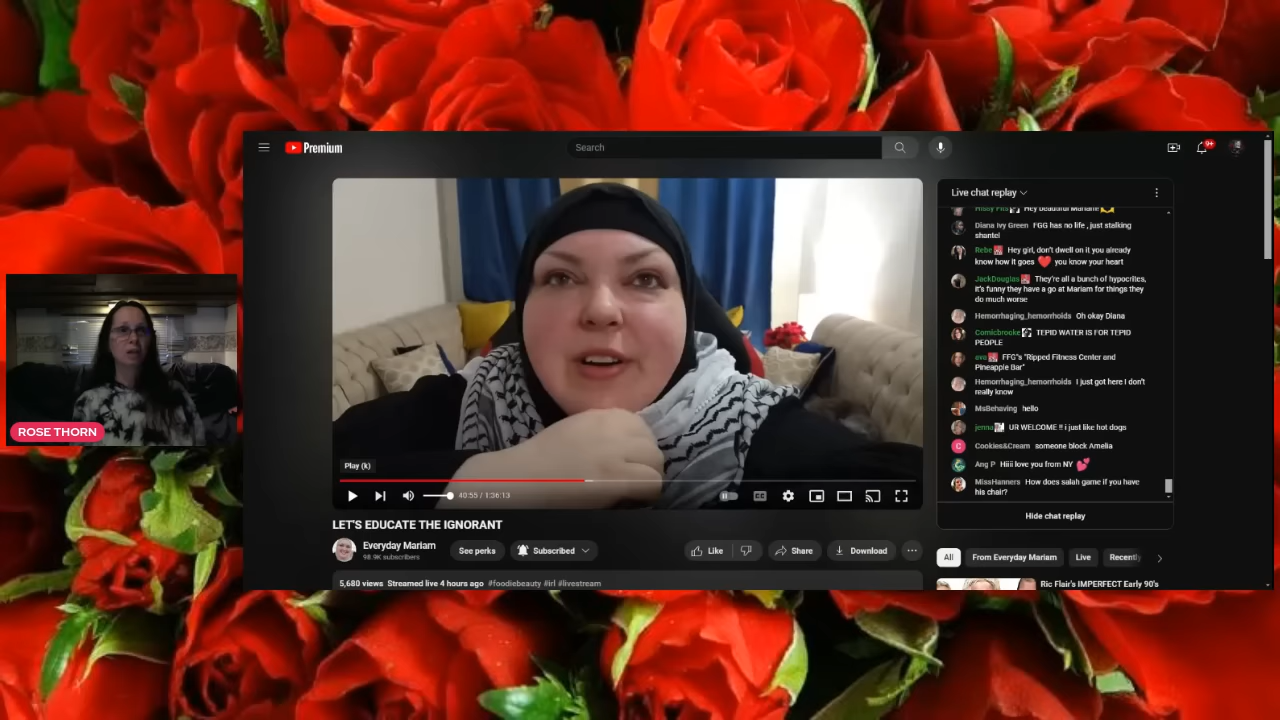 Premium
Search
9+
Live chat replay
Hissy Fits Hey beautiful Mariam!
Diana Ivy Green FGG has no life , just stalking
shantel
Rebe Hey girl, don't dwell on it you already
know how it goes you know your heart
JackDouglas They're all a bunch of hypocrites,
it's funny they have a go at Mariam for things they
do much worse
Hemorrhaging_hemorrhoids Oh okay Diana
Comicbrooke TEPID WATER IS FOR TEPID
PEOPLE
ava FFG"s "Ripped Fitness Center and
Pineapple Bar"
Hemorrhaging_hemorrhoids I just got here I don't
really know
MsBehaving hello
jenna UR WELCOME !! i just like hot dogs
Cookies&Cream someone block Amelia
Ang P Hiiii love you from NY
MissHanners How does salah game if you have
his chair?
Hide chat replay
ROSE THORN
Play (k)
40:55 / 1:36:13
CC
LET'S EDUCATE THE IGNORANT
Everyday Mariam
98.9K subscribers
See perks
Subscribed
Like
Share
Download
All
From Everyday Mariam
Live
Recently
5,680 views Streamed live 4 hours ago #foodiebeauty #irl #livestream
Ric Flair's IMPERFECT Early 90's